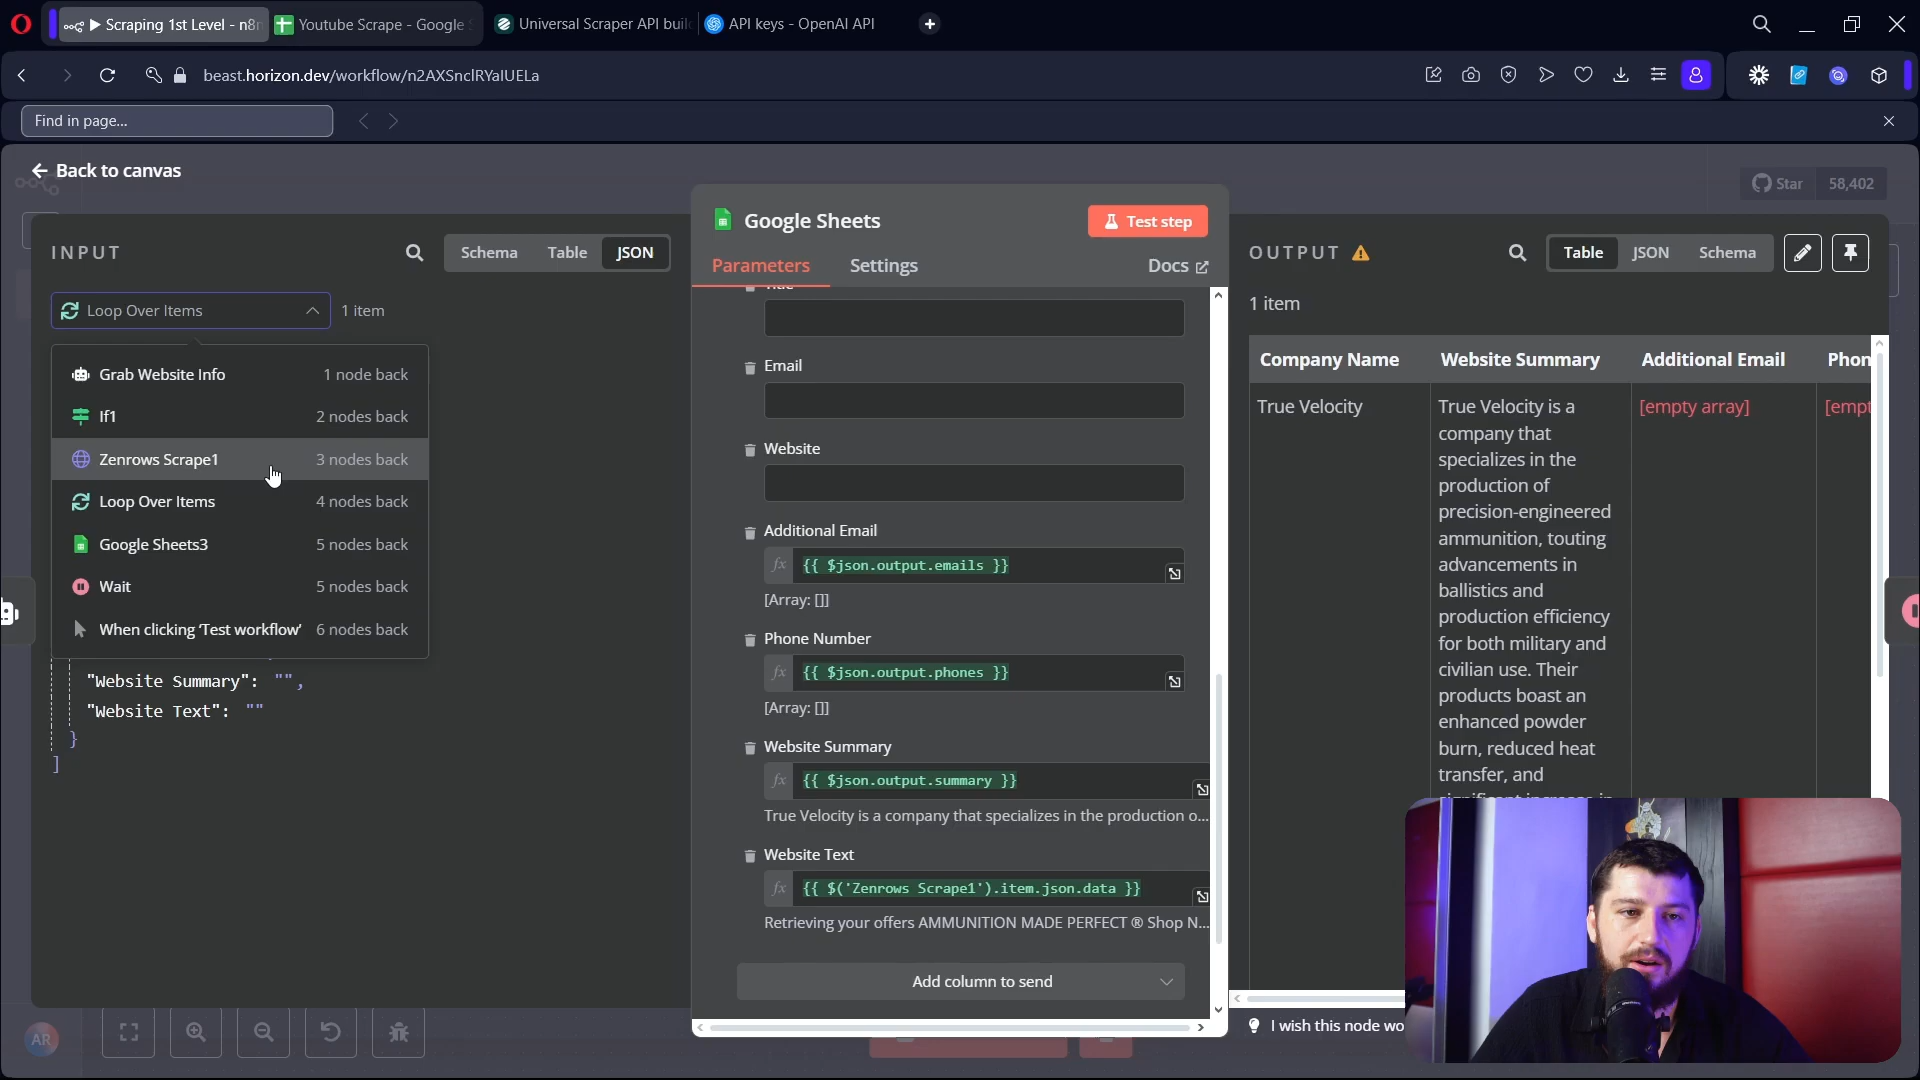 ▶ Scraping 1st Level - n8n
Youtube Scrape - Google S
Universal Scraper API buil
API keys - OpenAI API
beast.horizon.dev/workflow/n2AXSnclRYaIUELa
Find in page...
Back to canvas
Star
58,402
INPUT
Schema
Table
JSON
Loop Over Items
1 item
Grab Website Info
1 node back
If1
2 nodes back
Zenrows Scrape1
3 nodes back
Loop Over Items
4 nodes back
Google Sheets3
5 nodes back
Wait
5 nodes back
When clicking ‘Test workflow’
6 nodes back
"Website Summary": "",
"Website Text": ""
}
]
AR
Google Sheets
Test step
Parameters
Settings
Docs
Title
Email
Website
Additional Email
fx
{{ $json.output.emails }}
[Array: []]
Phone Number
fx
{{ $json.output.phones }}
[Array: []]
Website Summary
fx
{{ $json.output.summary }}
True Velocity is a company that specializes in the production o...
Website Text
fx
{{ $('Zenrows Scrape1').item.json.data }}
Retrieving your offers AMMUNITION MADE PERFECT ® Shop N...
Add column to send
OUTPUT
Table
JSON
Schema
1 item
Company Name
Website Summary
Additional Email
Phon
True Velocity
True Velocity is a
company that
specializes in the
production of
precision-engineered
ammunition, touting
advancements in
ballistics and
production efficiency
for both military and
civilian use. Their
products boast an
enhanced powder
burn, reduced heat
transfer, and
[empty array]
[empt
I wish this node wo